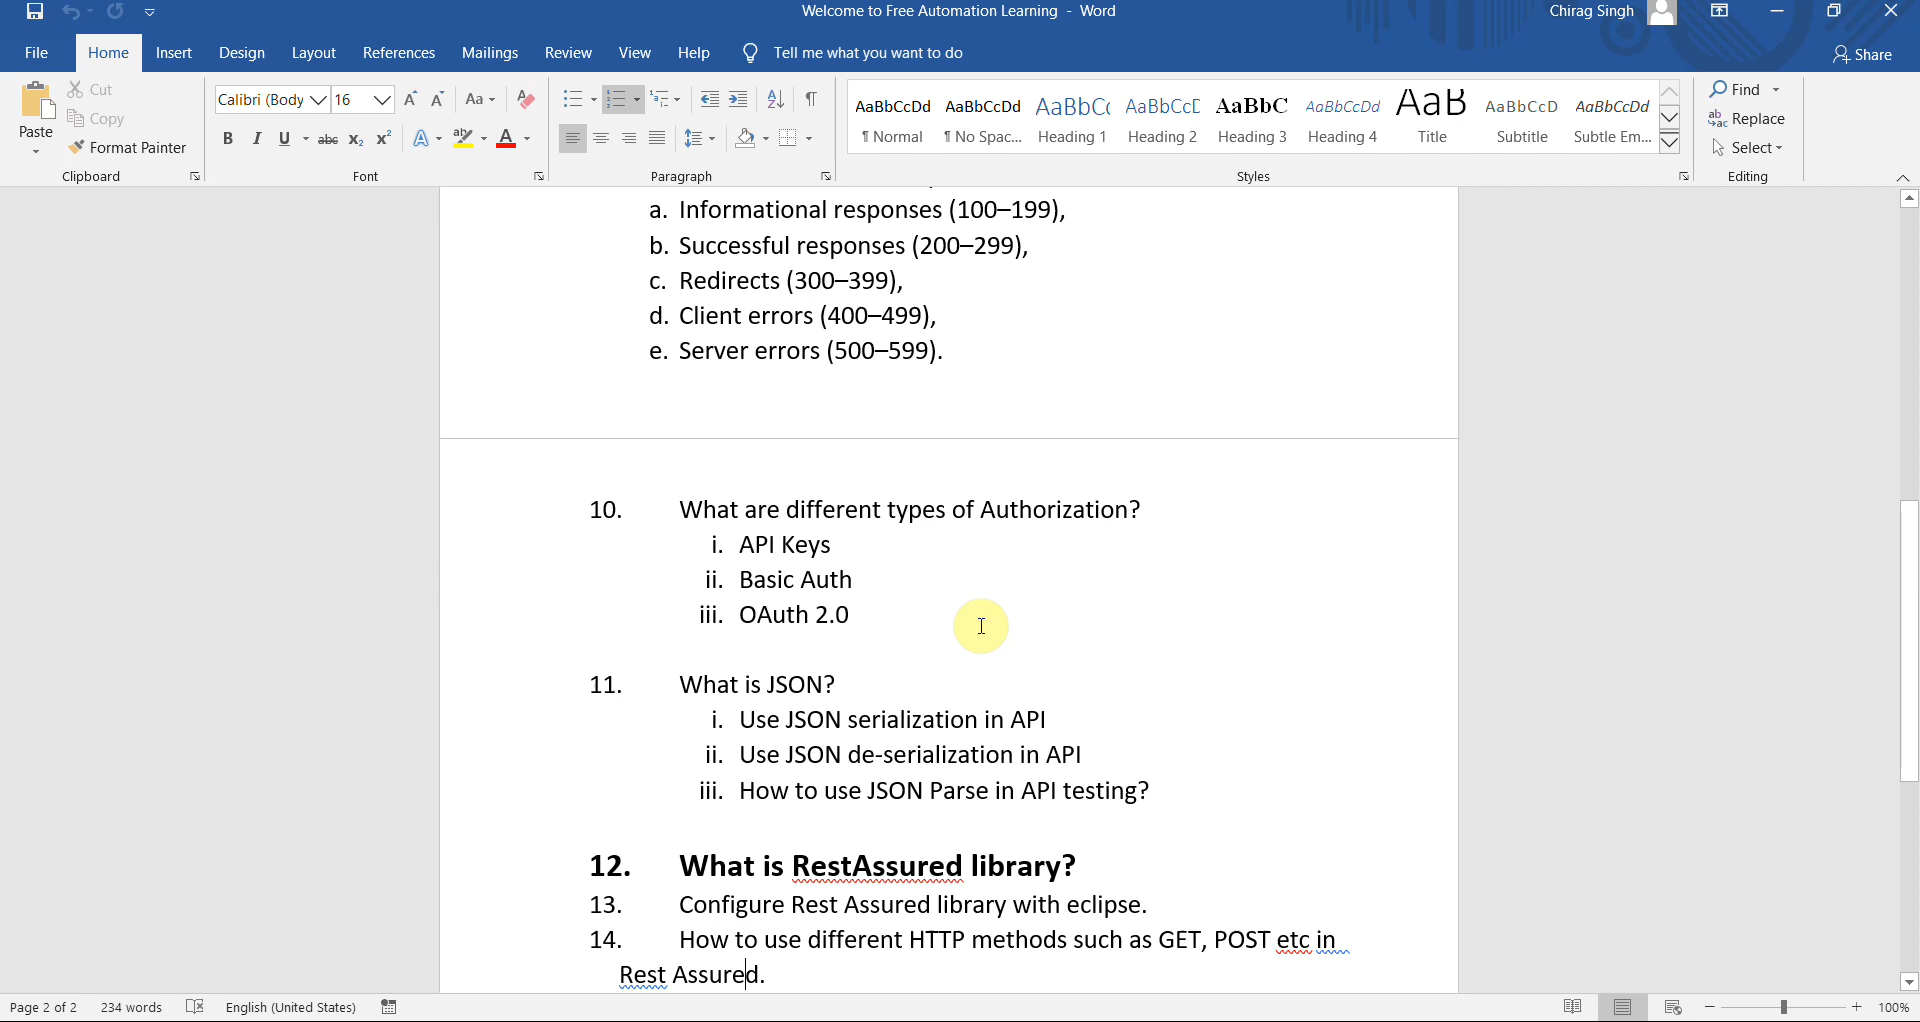 Welcome to Free Automation Learning - Word
Chirag Singh
File Home Insert Design Layout References Mailings Review View Help Tell me what you want to do
Share
Paste
Cut
Copy
Format Painter
Clipboard
Calibri (Body 16
Aa
B I U abc x₂ x² A ab A
Font
Paragraph
AaBbCcDd AaBbCcDd AaBbCc AaBbCcE AaBbC AaBbCcDd AaB AaBbCcD AaBbCcDd
¶ Normal ¶ No Spac... Heading 1 Heading 2 Heading 3 Heading 4 Title Subtitle Subtle Em...
Styles
Find
Replace
Select
Editing
a. Informational responses (100–199),
b. Successful responses (200–299),
c. Redirects (300–399),
d. Client errors (400–499),
e. Server errors (500–599).
10. What are different types of Authorization?
i. API Keys
ii. Basic Auth
iii. OAuth 2.0
11. What is JSON?
i. Use JSON serialization in API
ii. Use JSON de-serialization in API
iii. How to use JSON Parse in API testing?
12. What is RestAssured library?
13. Configure Rest Assured library with eclipse.
14. How to use different HTTP methods such as GET, POST etc in
Rest Assured.
Page 2 of 2 234 words English (United States) 100%